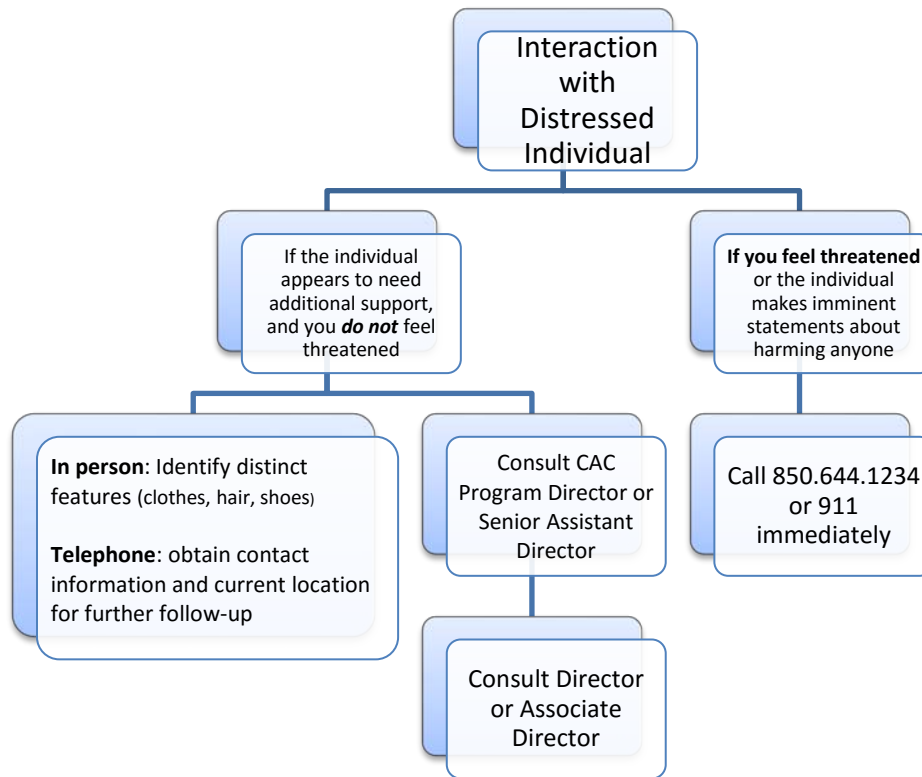 Interaction
with
Distressed
Individual
If the individual
appears to need
additional support,
and you do not feel
threatened
If you feel threatened
or the individual
makes imminent
statements about
harming anyone
In person: Identify distinct
features (clothes, hair, shoes)
Telephone: obtain contact
information and current location
for further follow-up
Consult CAC
Program Director or
Senior Assistant
Director
Call 850.644.1234
or 911
immediately
Consult Director
or Associate
Director